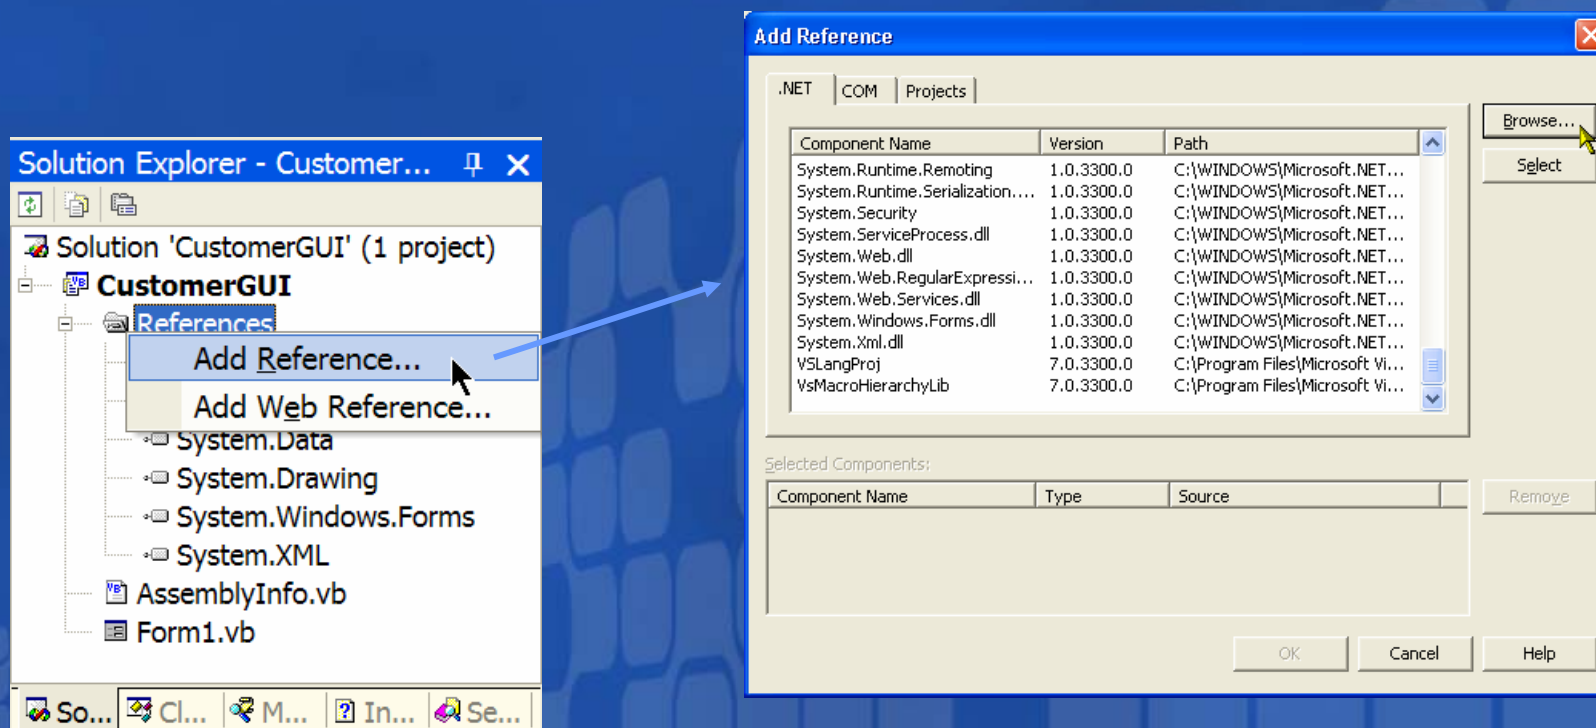 Solution Explorer - Customer...
Solution 'CustomerGUI' (1 project)
CustomerGUI
References
Add Reference...
Add Web Reference...
System.Data
System.Drawing
System.Windows.Forms
System.XML
AssemblyInfo.vb
Form1.vb
So... Cl... M... In... Se...
Add Reference
.NET COM Projects
Browse...
Select
Component Name Version Path
System.Runtime.Remoting 1.0.3300.0 C:\WINDOWS\Microsoft.NET...
System.Runtime.Serialization.... 1.0.3300.0 C:\WINDOWS\Microsoft.NET...
System.Security 1.0.3300.0 C:\WINDOWS\Microsoft.NET...
System.ServiceProcess.dll 1.0.3300.0 C:\WINDOWS\Microsoft.NET...
System.Web.dll 1.0.3300.0 C:\WINDOWS\Microsoft.NET...
System.Web.RegularExpressi... 1.0.3300.0 C:\WINDOWS\Microsoft.NET...
System.Web.Services.dll 1.0.3300.0 C:\WINDOWS\Microsoft.NET...
System.Windows.Forms.dll 1.0.3300.0 C:\WINDOWS\Microsoft.NET...
System.Xml.dll 1.0.3300.0 C:\WINDOWS\Microsoft.NET...
VSLangProj 7.0.3300.0 C:\Program Files\Microsoft Vi...
VsMacroHierarchyLib 7.0.3300.0 C:\Program Files\Microsoft Vi...
Selected Components:
Component Name Type Source
Remove
OK Cancel Help